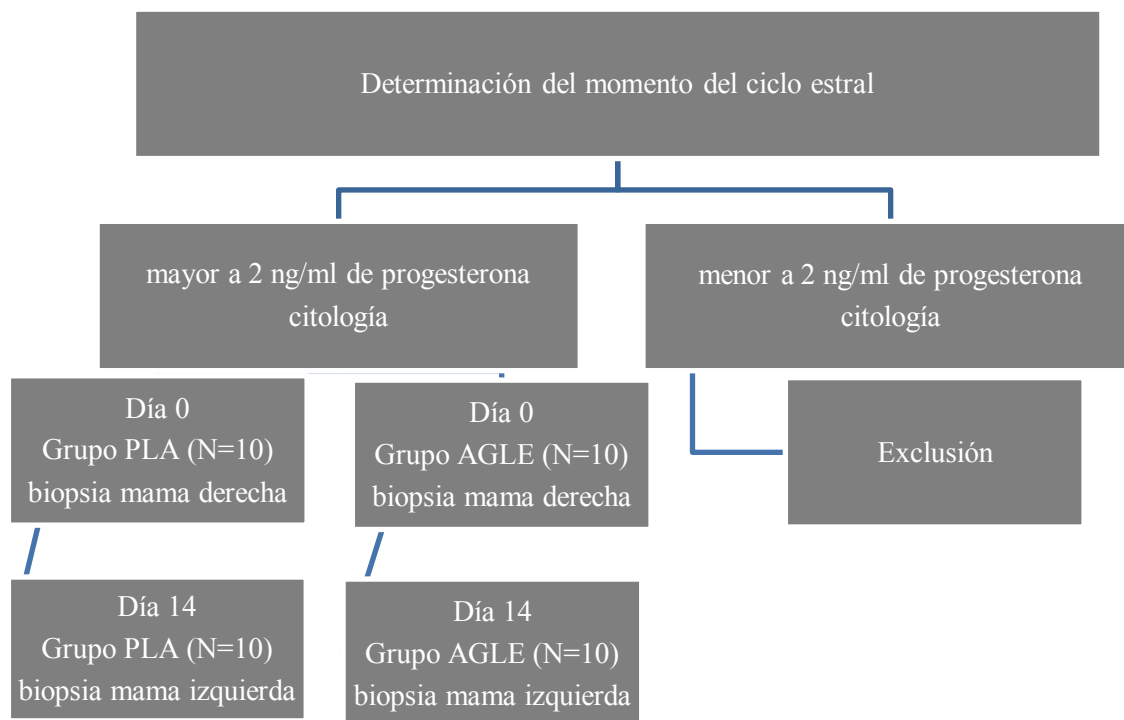 Determinación del momento del ciclo estral
mayor a 2 ng/ml de progesterona
citología
menor a 2 ng/ml de progesterona
citología
Día 0
Grupo PLA (N=10)
biopsia mama derecha
Día 0
Grupo AGLE (N=10)
biopsia mama derecha
Exclusión
Día 14
Grupo PLA (N=10)
biopsia mama izquierda
Día 14
Grupo AGLE (N=10)
biopsia mama izquierda